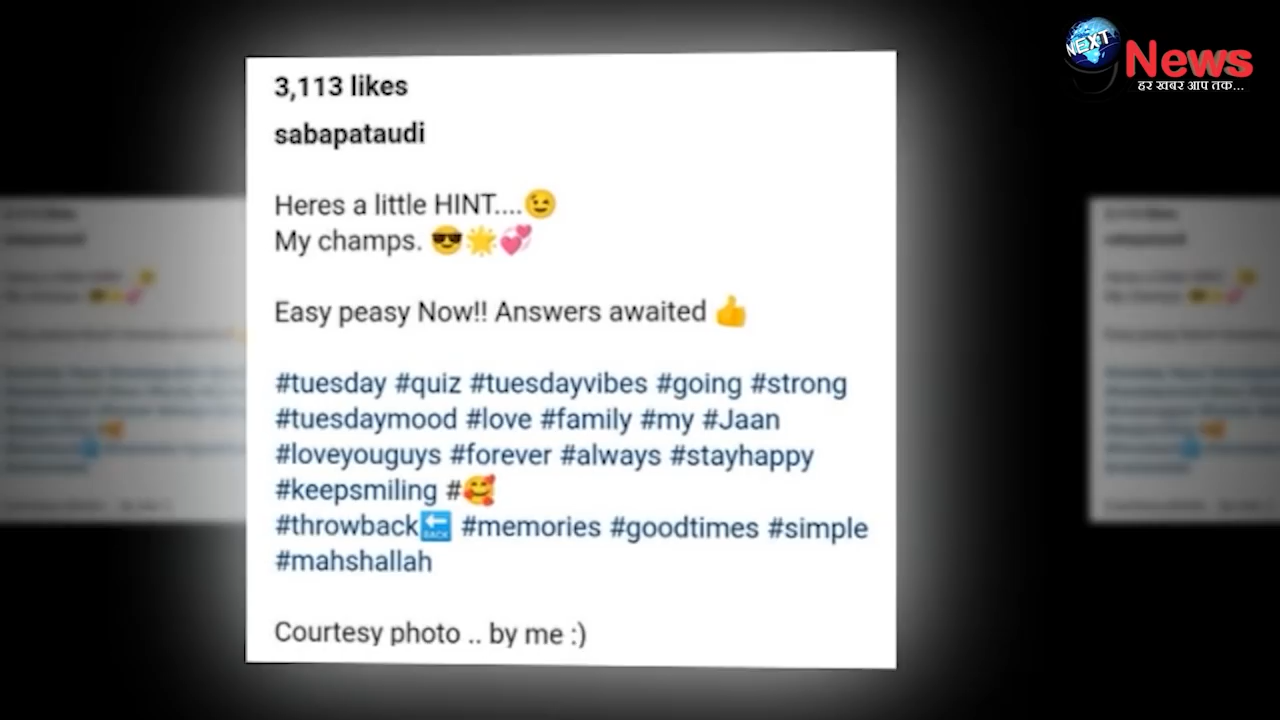 NEXT
News
हर खबर आप तक...
3,113 likes
sabapataudi
Heres a little HINT....😉
My champs. 😎🌟💞
Easy peasy Now!! Answers awaited 👍
#tuesday #quiz #tuesdayvibes #going #strong
#tuesdaymood #love #family #my #Jaan
#loveyouguys #forever #always #stayhappy
#keepsmiling #🥰
#throwback🔙 #memories #goodtimes #simple
#mahshallah
Courtesy photo .. by me :)